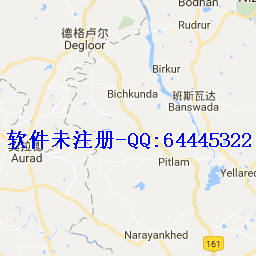 Bodhan
Rudrur
德格卢尔
Degloor
Birkur
Bichkunda
班斯瓦达
Banswada
软件未注册-QQ:64445322
Aurad
Pitlam
Yellared
Narayankhed
161